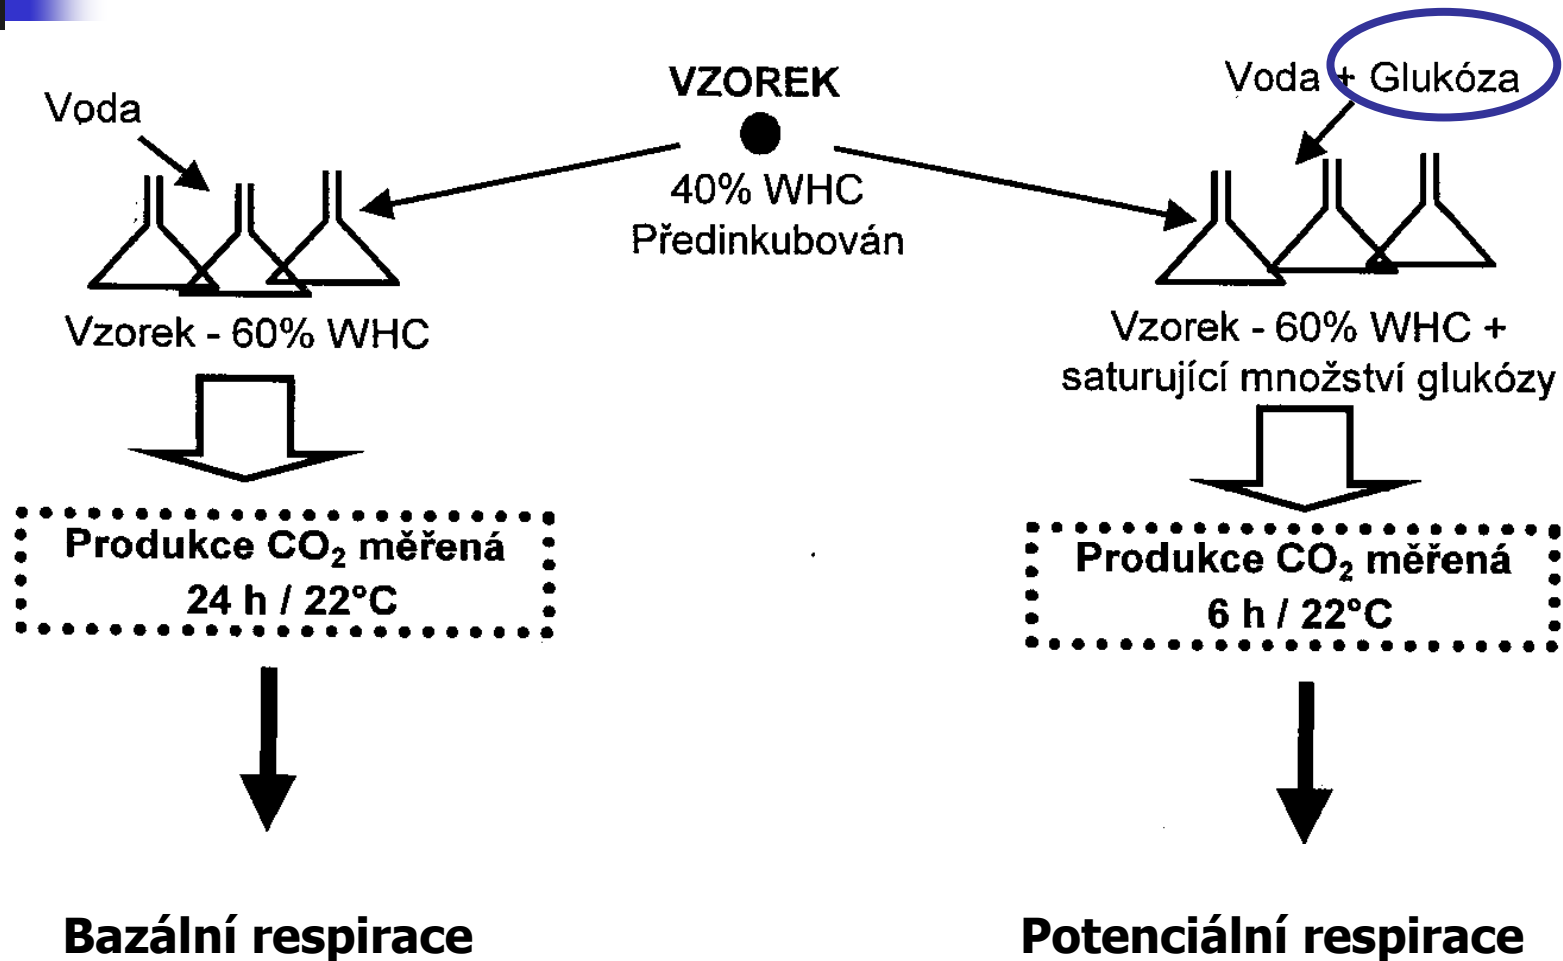 VZOREK
40% WHC
Předinkubován
Voda
Vzorek - 60% WHC
Produkce CO₂ měřená
24 h / 22°C
Bazální respirace
Voda + Glukóza
Vzorek - 60% WHC +
saturující množství glukózy
Produkce CO₂ měřená
6 h / 22°C
Potenciální respirace